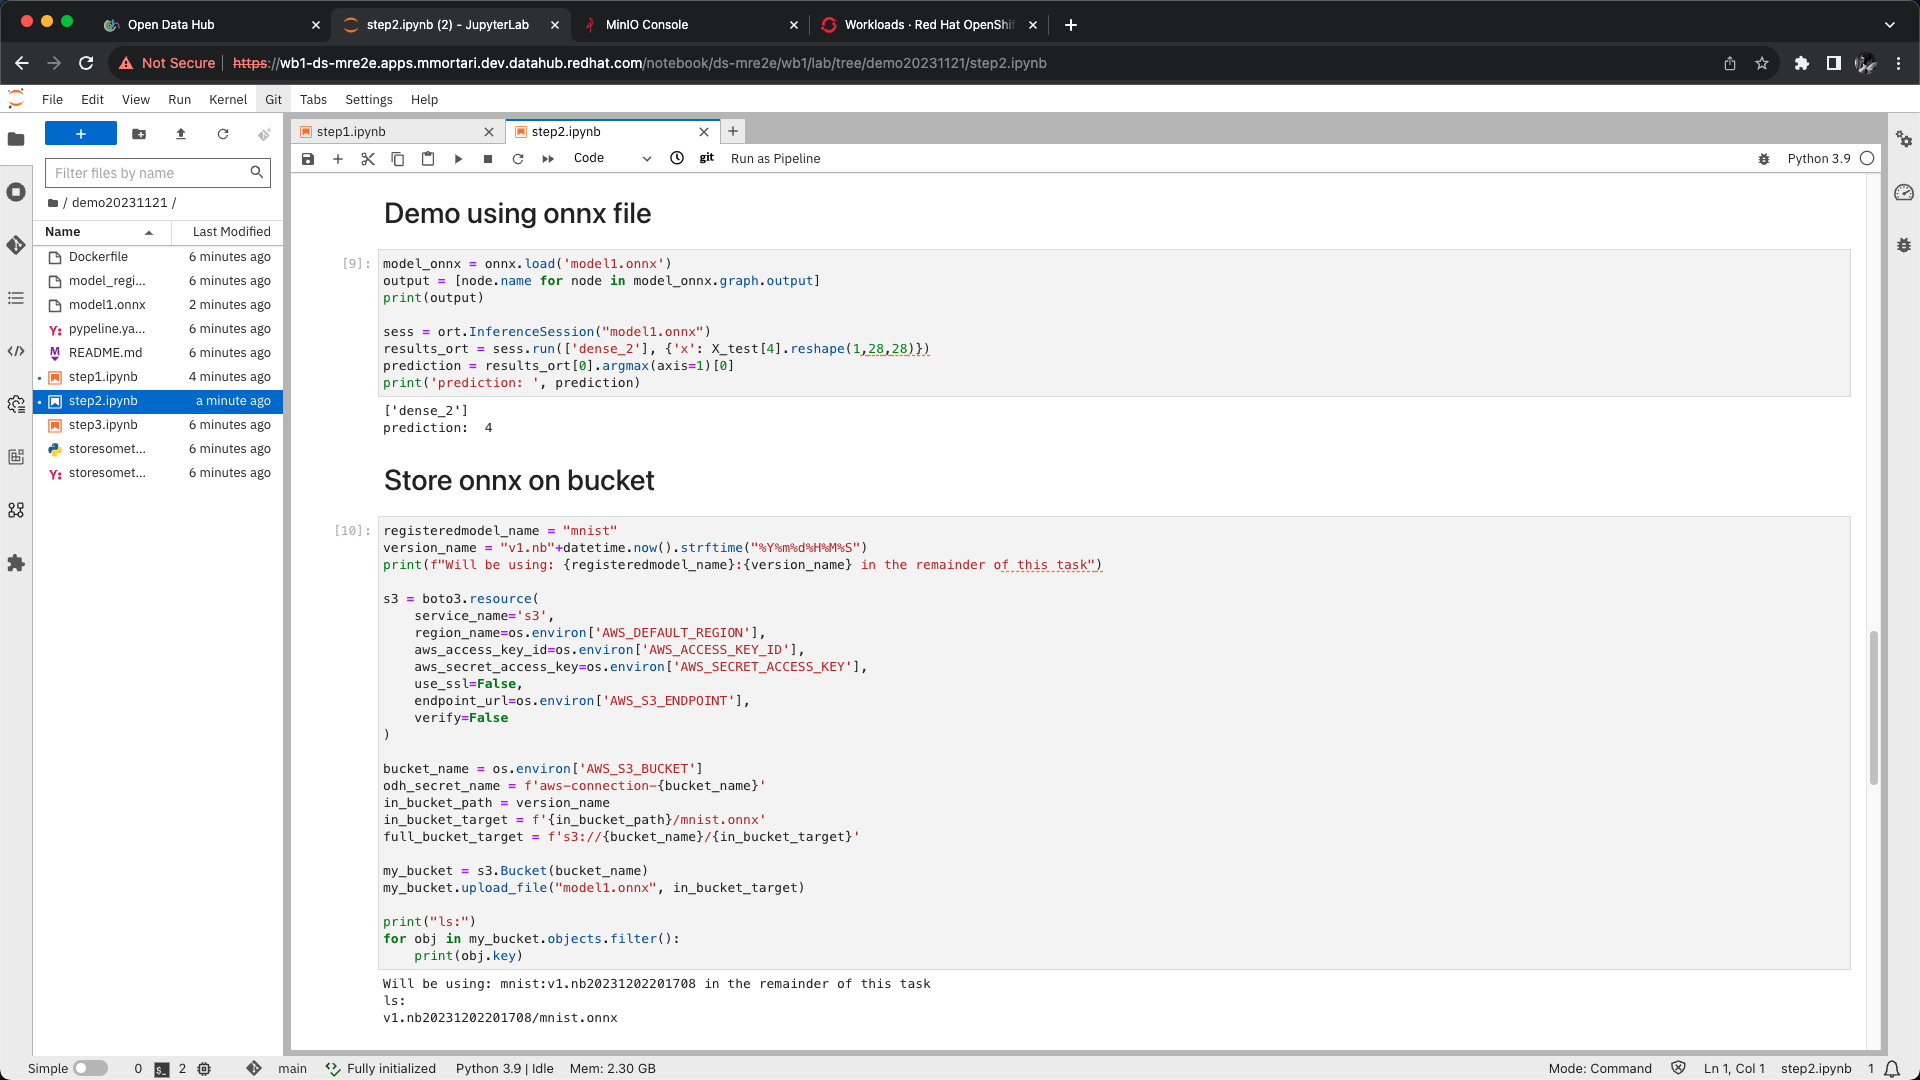 Open Data Hub
step2.ipynb (2) - JupyterLab
MinIO Console
Workloads · Red Hat OpenShif
Not Secure https://wb1-ds-mre2e.apps.mmortari.dev.datahub.redhat.com/notebook/ds-mre2e/wb1/lab/tree/demo20231121/step2.ipynb
File Edit View Run Kernel Git Tabs Settings Help
Filter files by name
/ demo20231121 /
Name Last Modified
Dockerfile 6 minutes ago
model_regi... 6 minutes ago
model1.onnx 2 minutes ago
pypeline.ya... 6 minutes ago
README.md 6 minutes ago
step1.ipynb 4 minutes ago
step2.ipynb a minute ago
step3.ipynb 6 minutes ago
storesomet... 6 minutes ago
storesomet... 6 minutes ago
step1.ipynb
step2.ipynb
Code
git
Run as Pipeline
Python 3.9
Demo using onnx file
[9]:
model_onnx = onnx.load('model1.onnx')
output = [node.name for node in model_onnx.graph.output]
print(output)
sess = ort.InferenceSession("model1.onnx")
results_ort = sess.run(['dense_2'], {'x': X_test[4].reshape(1,28,28)})
prediction = results_ort[0].argmax(axis=1)[0]
print('prediction: ', prediction)
['dense_2']
prediction:  4
Store onnx on bucket
[10]:
registeredmodel_name = "mnist"
version_name = "v1.nb"+datetime.now().strftime("%Y%m%d%H%M%S")
print(f"Will be using: {registeredmodel_name}:{version_name} in the remainder of this task")
s3 = boto3.resource(
    service_name='s3',
    region_name=os.environ['AWS_DEFAULT_REGION'],
    aws_access_key_id=os.environ['AWS_ACCESS_KEY_ID'],
    aws_secret_access_key=os.environ['AWS_SECRET_ACCESS_KEY'],
    use_ssl=False,
    endpoint_url=os.environ['AWS_S3_ENDPOINT'],
    verify=False
)
bucket_name = os.environ['AWS_S3_BUCKET']
odh_secret_name = f'aws-connection-{bucket_name}'
in_bucket_path = version_name
in_bucket_target = f'{in_bucket_path}/mnist.onnx'
full_bucket_target = f's3://{bucket_name}/{in_bucket_target}'
my_bucket = s3.Bucket(bucket_name)
my_bucket.upload_file("model1.onnx", in_bucket_target)
print("ls:")
for obj in my_bucket.objects.filter():
    print(obj.key)
Will be using: mnist:v1.nb20231202201708 in the remainder of this task
ls:
v1.nb20231202201708/mnist.onnx
Simple 0 2 main Fully initialized Python 3.9 | Idle Mem: 2.30 GB Mode: Command Ln 1, Col 1 step2.ipynb 1